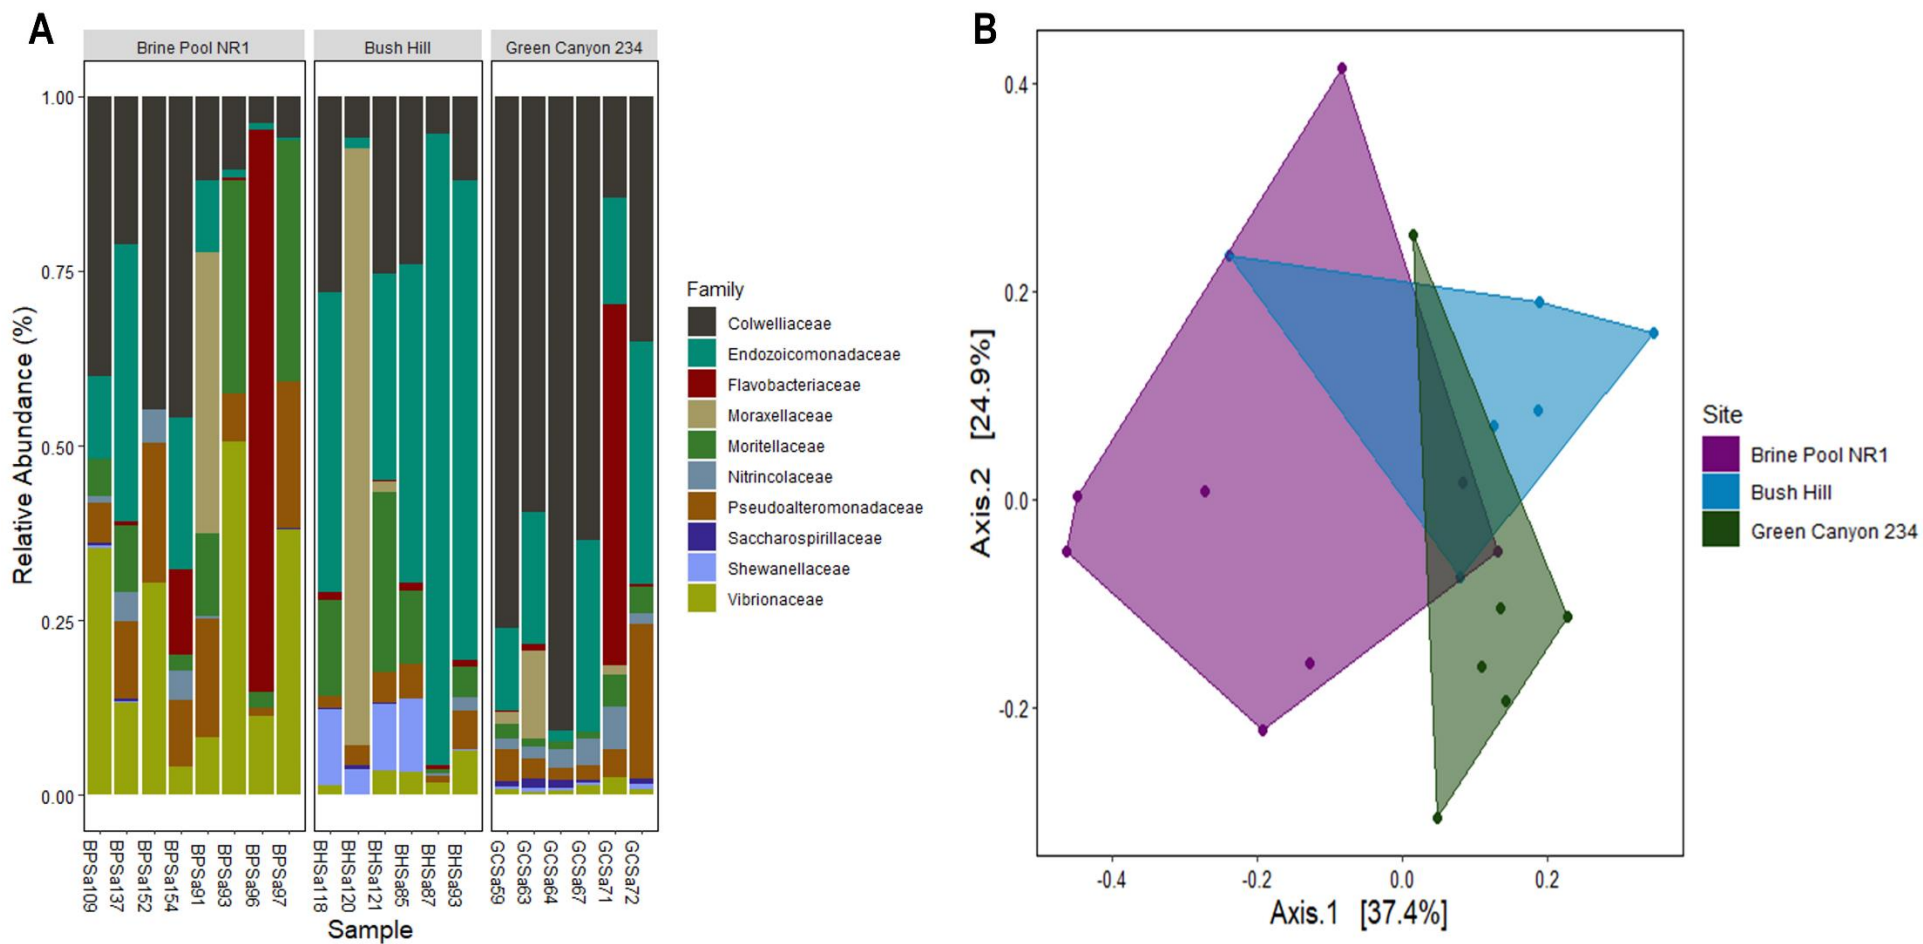 A
Brine Pool NR1
Bush Hill
Green Canyon 234
1.00
0.75
0.50
0.25
0.00
Relative Abundance (%)
BPSa109
BPSa137
BPSa152
BPSa154
BPSa91
BPSa93
BPSa96
BPSa97
BHSa118
BHSa120
BHSa121
BHSa85
BHSa87
BHSa93
GCSa59
GCSa63
GCSa64
GCSa67
GCSa71
GCSa72
Sample
Family
Colwelliaceae
Endozoicomonadaceae
Flavobacteriaceae
Moraxellaceae
Moritellaceae
Nitrincolaceae
Pseudoalteromonadaceae
Saccharospirillaceae
Shewanellaceae
Vibrionaceae
B
0.4
0.2
0.0
-0.2
Axis.2 [24.9%]
-0.4
-0.2
0.0
0.2
Axis.1 [37.4%]
Site
Brine Pool NR1
Bush Hill
Green Canyon 234